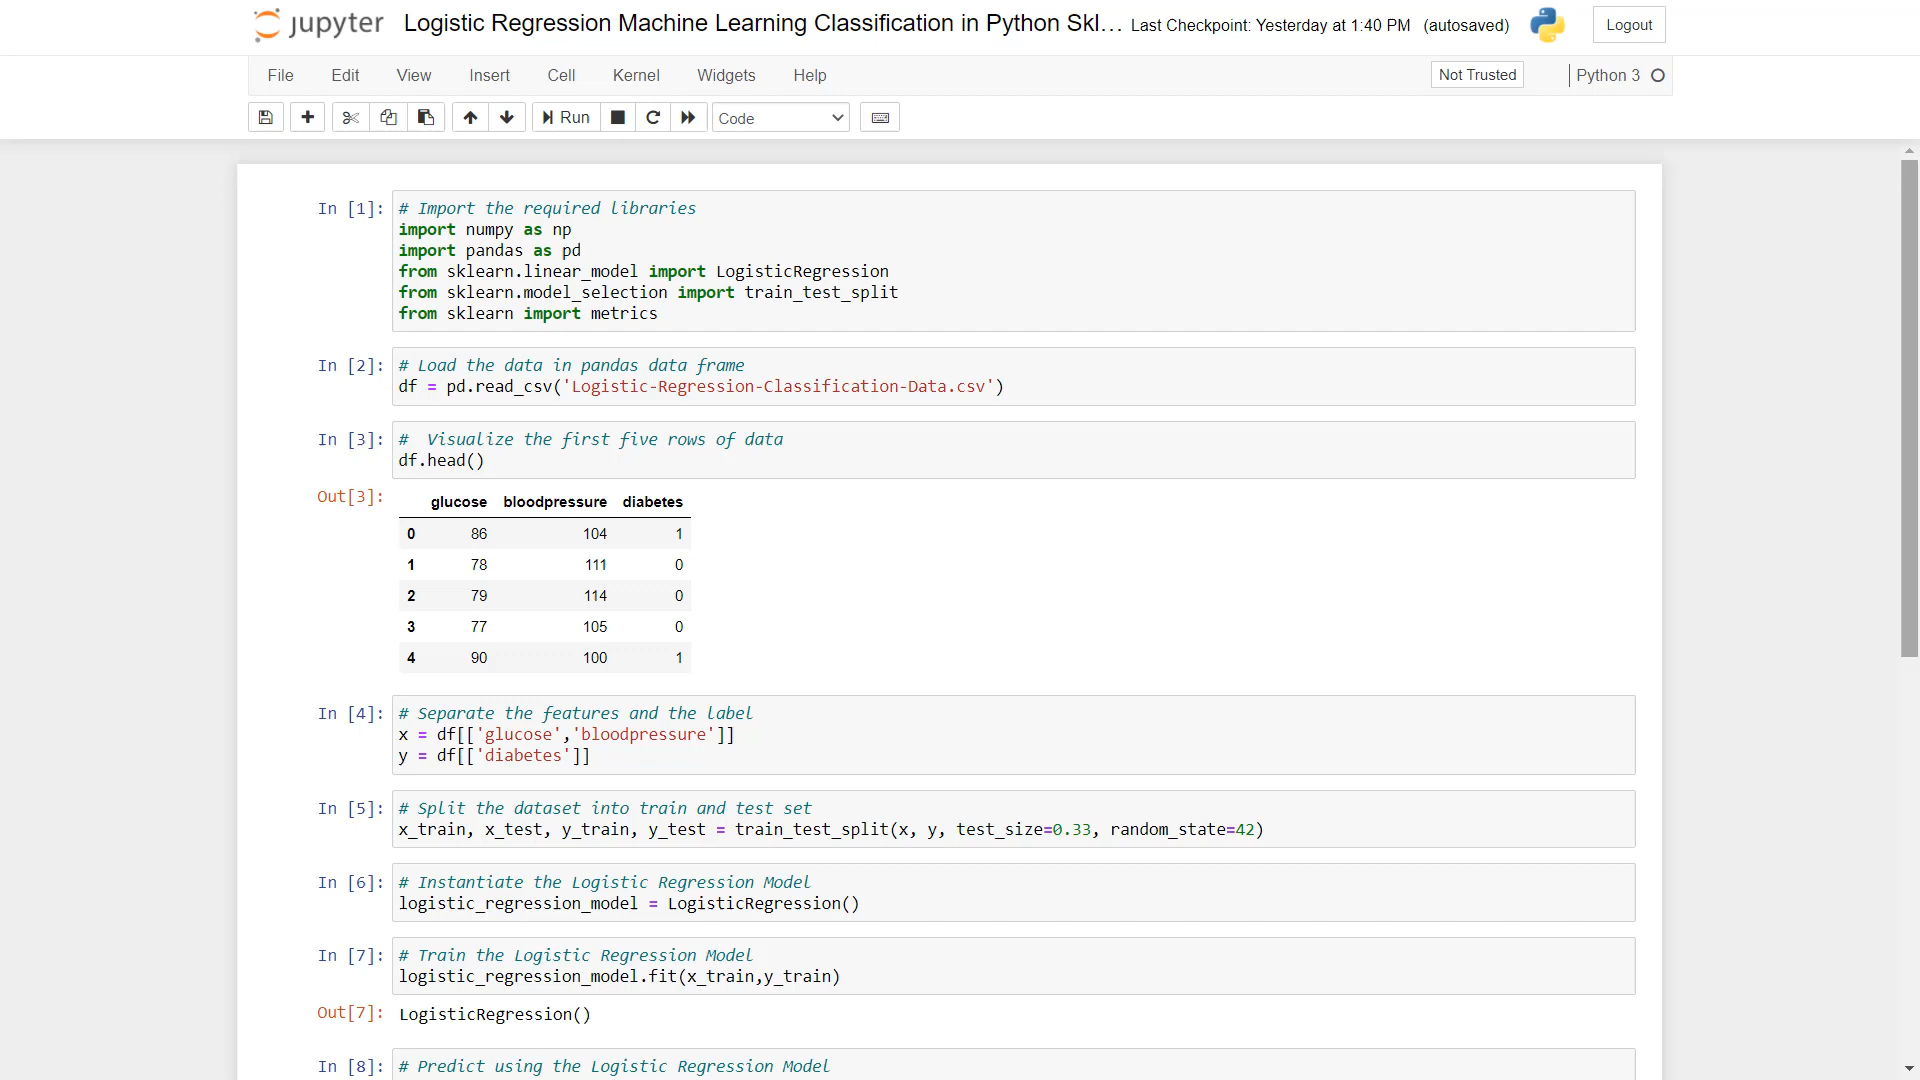 jupyter Logistic Regression Machine Learning Classification in Python Skl... Last Checkpoint: Yesterday at 1:40 PM (autosaved) Logout
File Edit View Insert Cell Kernel Widgets Help Not Trusted Python 3
Run Code
In [1]: # Import the required libraries
import numpy as np
import pandas as pd
from sklearn.linear_model import LogisticRegression
from sklearn.model_selection import train_test_split
from sklearn import metrics
In [2]: # Load the data in pandas data frame
df = pd.read_csv('Logistic-Regression-Classification-Data.csv')
In [3]: #  Visualize the first five rows of data
df.head()
Out[3]: glucose bloodpressure diabetes
0 86 104 1
1 78 111 0
2 79 114 0
3 77 105 0
4 90 100 1
In [4]: # Separate the features and the label
x = df[['glucose','bloodpressure']]
y = df[['diabetes']]
In [5]: # Split the dataset into train and test set
x_train, x_test, y_train, y_test = train_test_split(x, y, test_size=0.33, random_state=42)
In [6]: # Instantiate the Logistic Regression Model
logistic_regression_model = LogisticRegression()
In [7]: # Train the Logistic Regression Model
logistic_regression_model.fit(x_train,y_train)
Out[7]: LogisticRegression()
In [8]: # Predict using the Logistic Regression Model